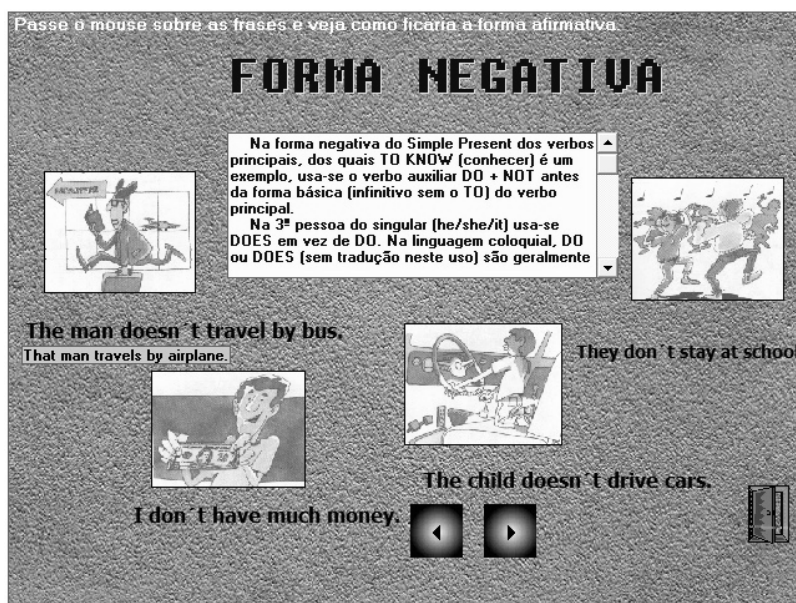 Passe o mouse sobre as frases e veja como ficaria a forma afirmativa.
FORMA NEGATIVA
Na forma negativa do Simple Present dos verbos
principais, dos quais TO KNOW (conhecer) é um
exemplo, usa-se o verbo auxiliar DO + NOT antes
da forma básica (infinitivo sem o TO) do verbo
principal.
Na 3ª pessoa do singular (he/she/it) usa-se
DOES em vez de DO. Na linguagem coloquial, DO
ou DOES (sem tradução neste uso) são geralmente
The man doesn´t travel by bus.
That man travels by airplane.
They don´t stay at school
The child doesn´t drive cars.
I don´t have much money.